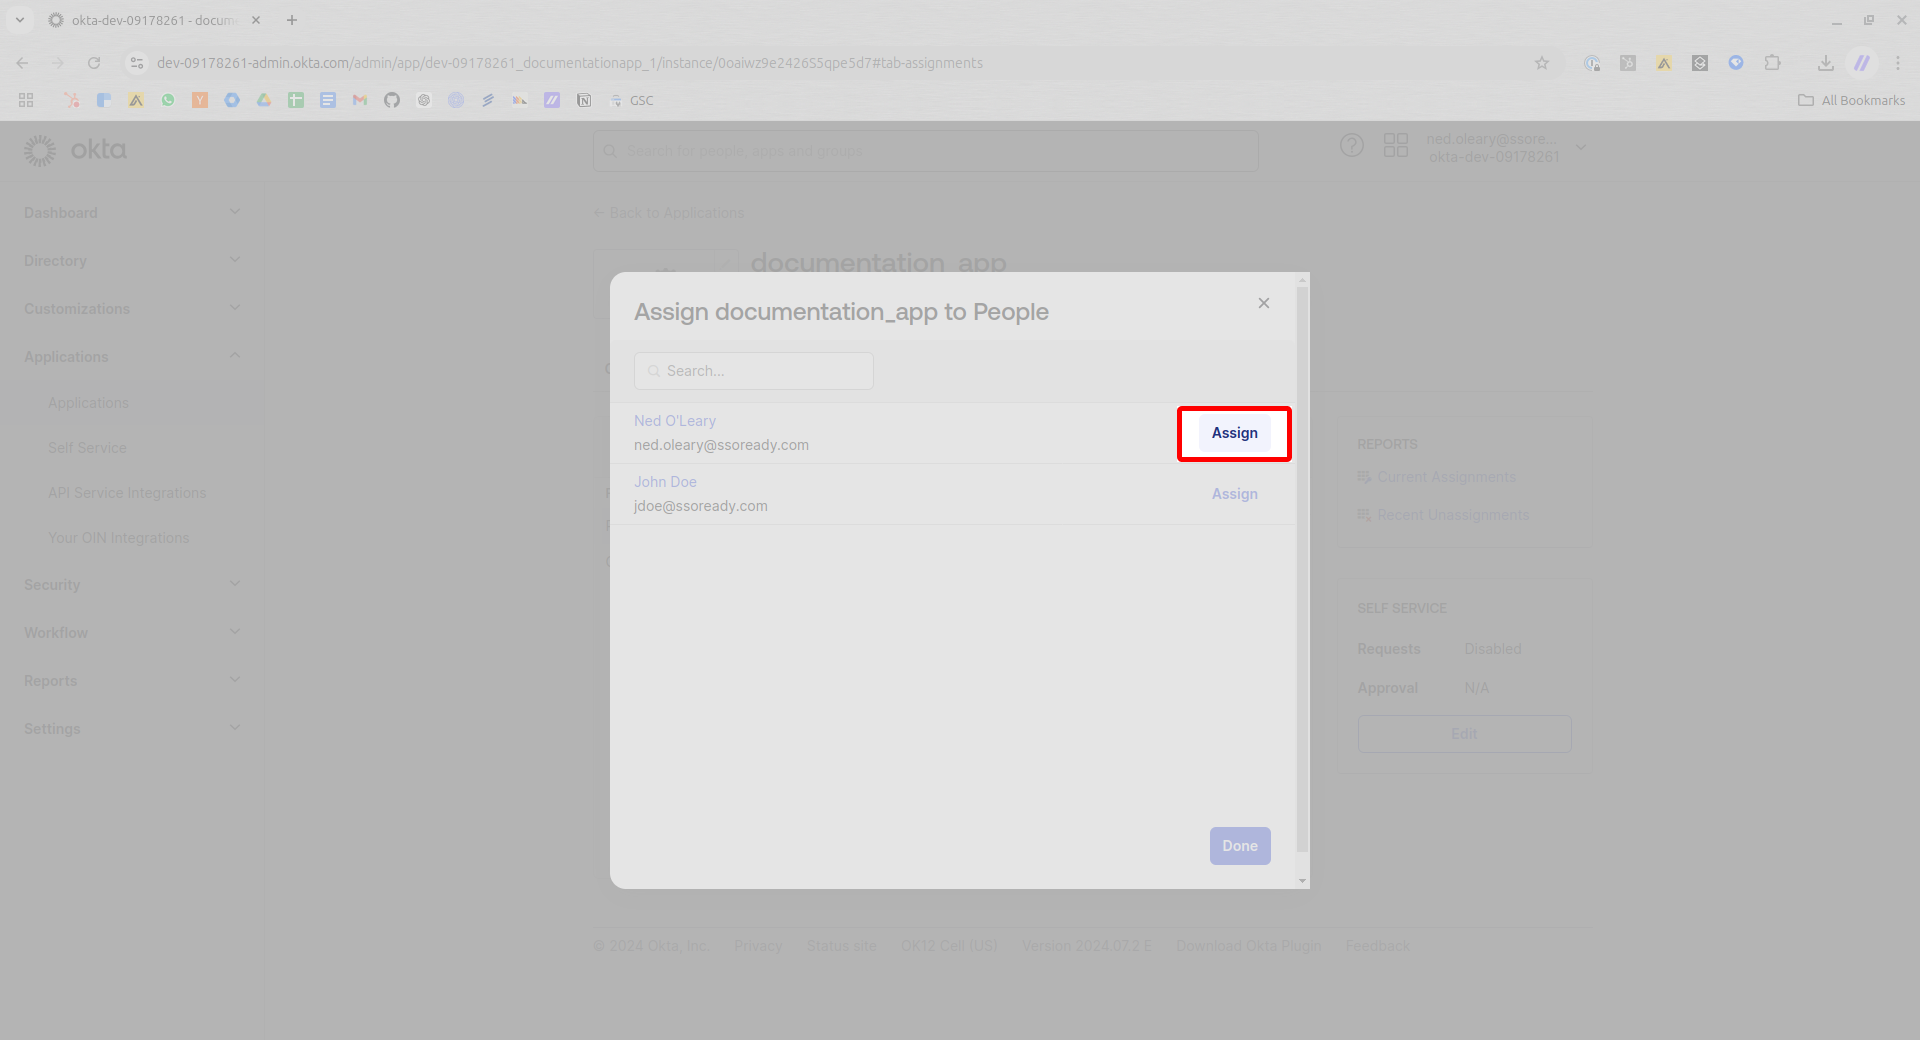 okta-dev-09178261 - docum
dev-09178261-admin.okta.com/admin/app/dev-09178261_documentationapp_1/instance/0oaiwz9e2426S5qpe5d7#tab-assignments
GSC
All Bookmarks
okta
Search for people, apps and groups
ned.oleary@ssore...
okta-dev-09178261
Dashboard
Directory
Customizations
Applications
Applications
Self Service
API Service Integrations
Your OIN Integrations
Security
Workflow
Reports
Settings
← Back to Applications
documentation_app
Assign documentation_app to People
Search...
Ned O'Leary
ned.oleary@ssoready.com
Assign
John Doe
jdoe@ssoready.com
Assign
Done
REPORTS
Current Assignments
Recent Unassignments
SELF SERVICE
Requests Disabled
Approval N/A
Edit
© 2024 Okta, Inc. Privacy Status site OK12 Cell (US) Version 2024.07.2 E Download Okta Plugin Feedback